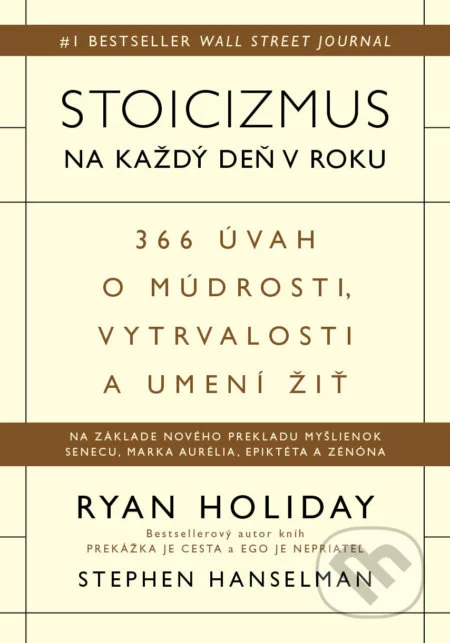 #1 BESTSELLER WALL STREET JOURNAL
STOICIZMUS
NA KAŽDÝ DEŇ V ROKU
366 ÚVAH
O MÚDROSTI,
VYTRVALOSTI
A UMENÍ ŽIŤ
NA ZÁKLADE NOVÉHO PREKLADU MYŠLIENOK
SENECU, MARKA AURÉLIA, EPIKTÉTA A ZÉNÓNA
RYAN HOLIDAY
Bestsellerový autor kníh
PREKÁŽKA JE CESTA a EGO JE NEPRIATEĽ
STEPHEN HANSELMAN
m